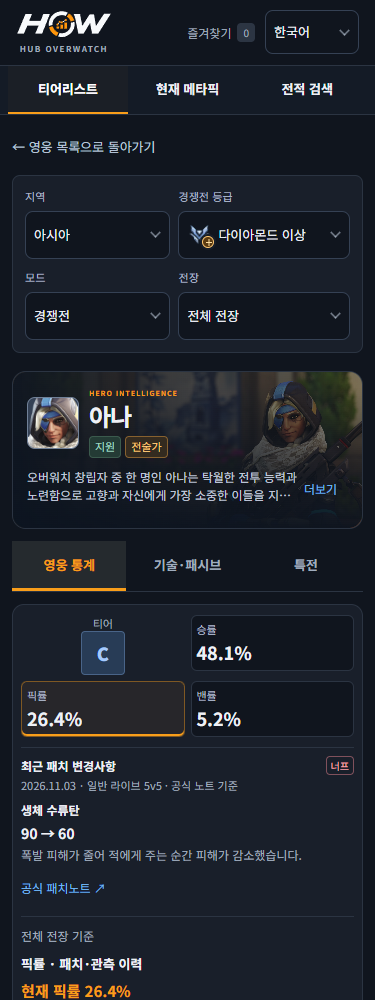 HOW
HUB OVERWATCH
즐겨찾기 0
한국어
티어리스트 현재 메타픽 전적 검색
← 영웅 목록으로 돌아가기
지역 경쟁전 등급
아시아 다이아몬드 이상
모드 전장
경쟁전 전체 전장
HERO INTELLIGENCE
아나
지원 전술가
오버워치 창립자 중 한 명인 아나는 탁월한 전투 능력과
노련함으로 고향과 자신에게 가장 소중한 이들을 지… 더보기
영웅 통계 기술·패시브 특전
티어
C
승률
48.1%
픽률
26.4%
밴률
5.2%
최근 패치 변경사항 너프
2026.11.03 · 일반 라이브 5v5 · 공식 노트 기준
생체 수류탄
90 → 60
폭발 피해가 줄어 적에게 주는 순간 피해가 감소했습니다.
공식 패치노트 ↗
전체 전장 기준
픽률 · 패치·관측 이력
현재 픽률 26.4%